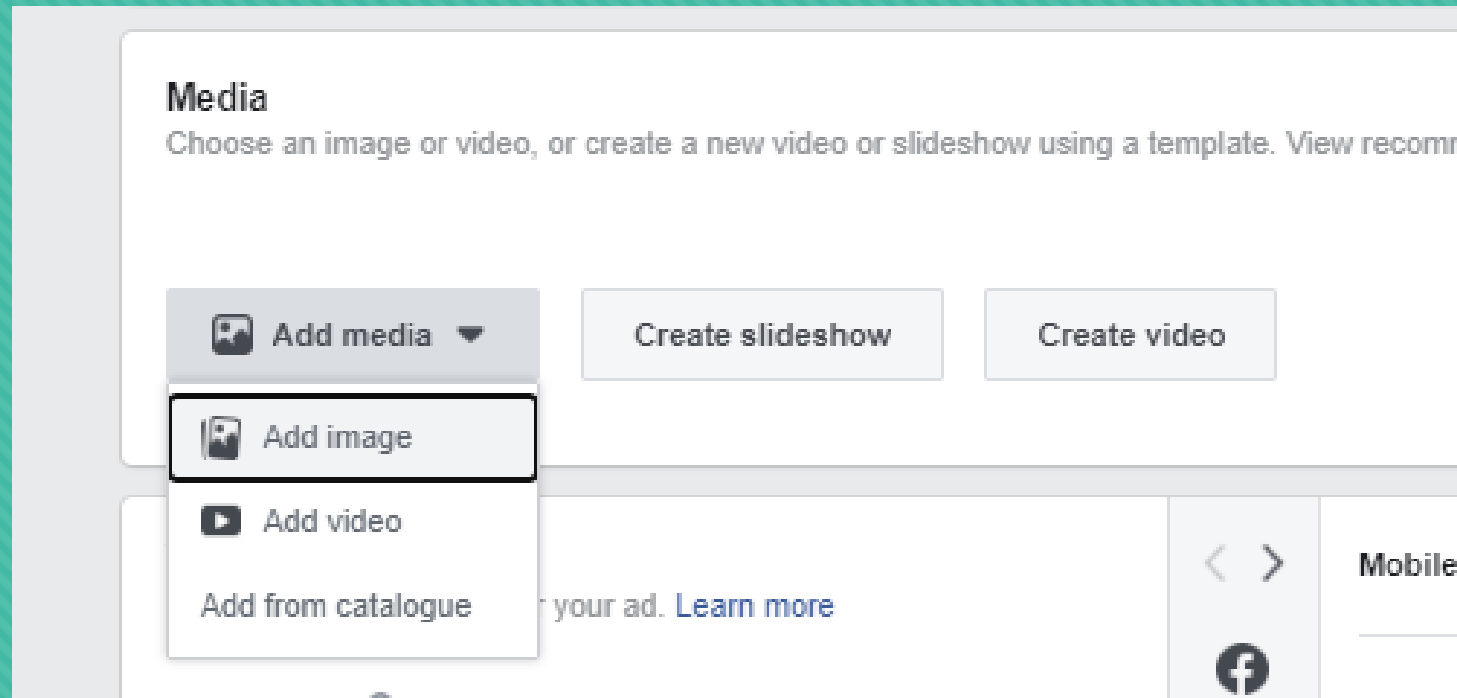 Media
Choose an image or video, or create a new video or slideshow using a template. View
Add media
Create slideshow
Create video
Add image
Add video
Add from catalogue
your ad. Learn more
Mobile